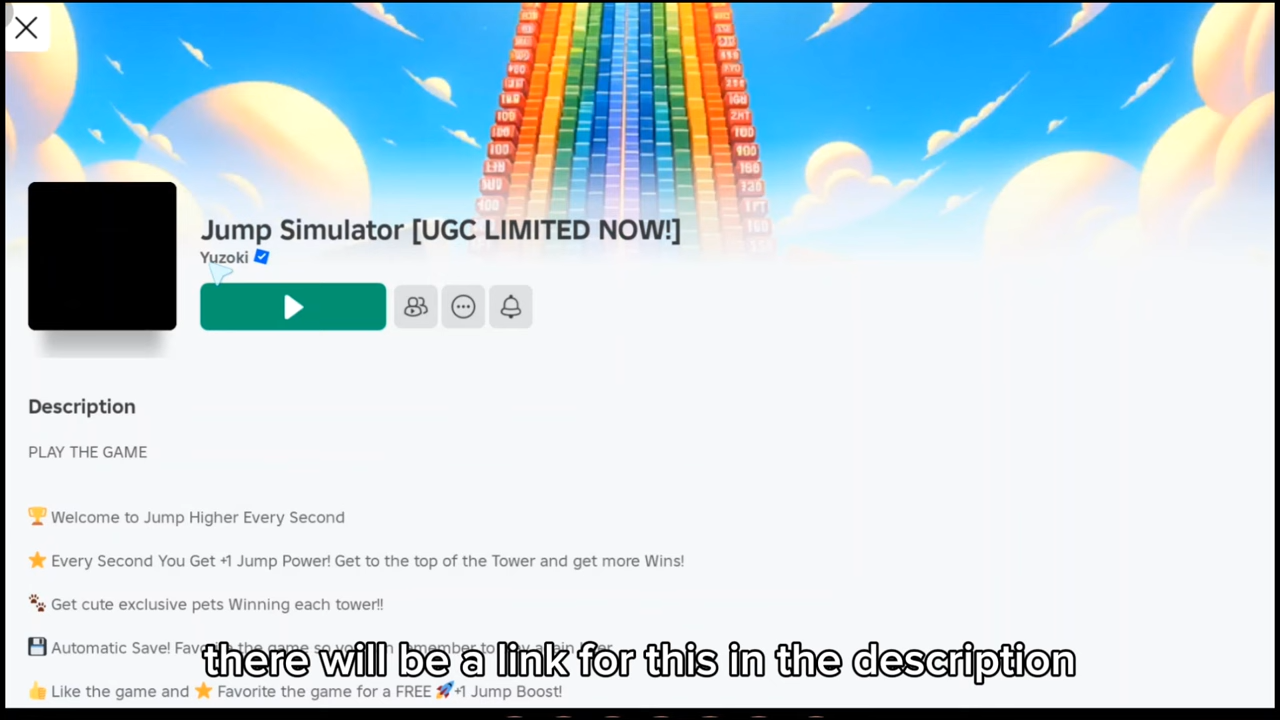 Jump Simulator [UGC LIMITED NOW!]
Yuzoki
Description
PLAY THE GAME
Welcome to Jump Higher Every Second
Every Second You Get +1 Jump Power! Get to the top of the Tower and get more Wins!
Get cute exclusive pets Winning each tower!!
Automatic Save! the game so
there will be a link for this in the description
Like the game and ⭐ Favorite the game for a FREE 🚀+1 Jump Boost!